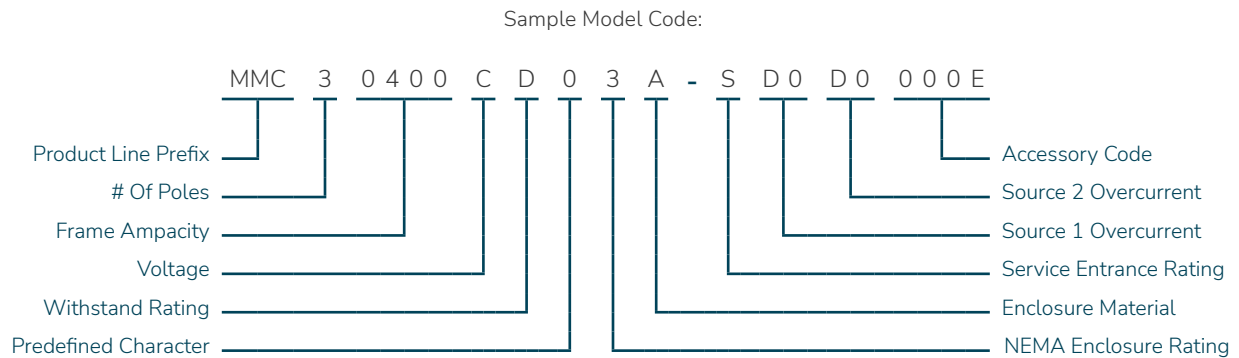 Sample Model Code:
MMC 3 0400 C D 0 3 A - S D0 D0 000E
Product Line Prefix
# Of Poles
Frame Ampacity
Voltage
Withstand Rating
Predefined Character
Accessory Code
Source 2 Overcurrent
Source 1 Overcurrent
Service Entrance Rating
Enclosure Material
NEMA Enclosure Rating